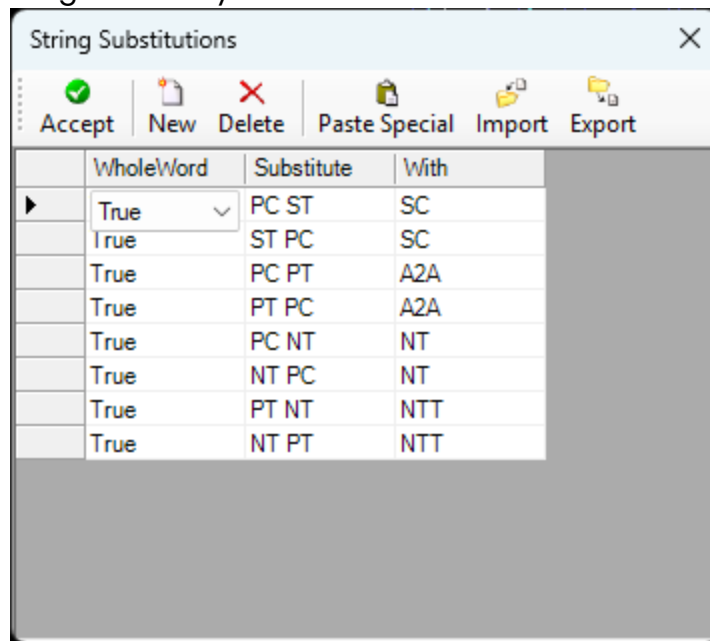 String Substitutions
Accept New Delete Paste Special Import Export
WholeWord Substitute With
True PC ST SC
True ST PC SC
True PC PT A2A
True PT PC A2A
True PC NT NT
True NT PC NT
True PT NT NTT
True NT PT NTT